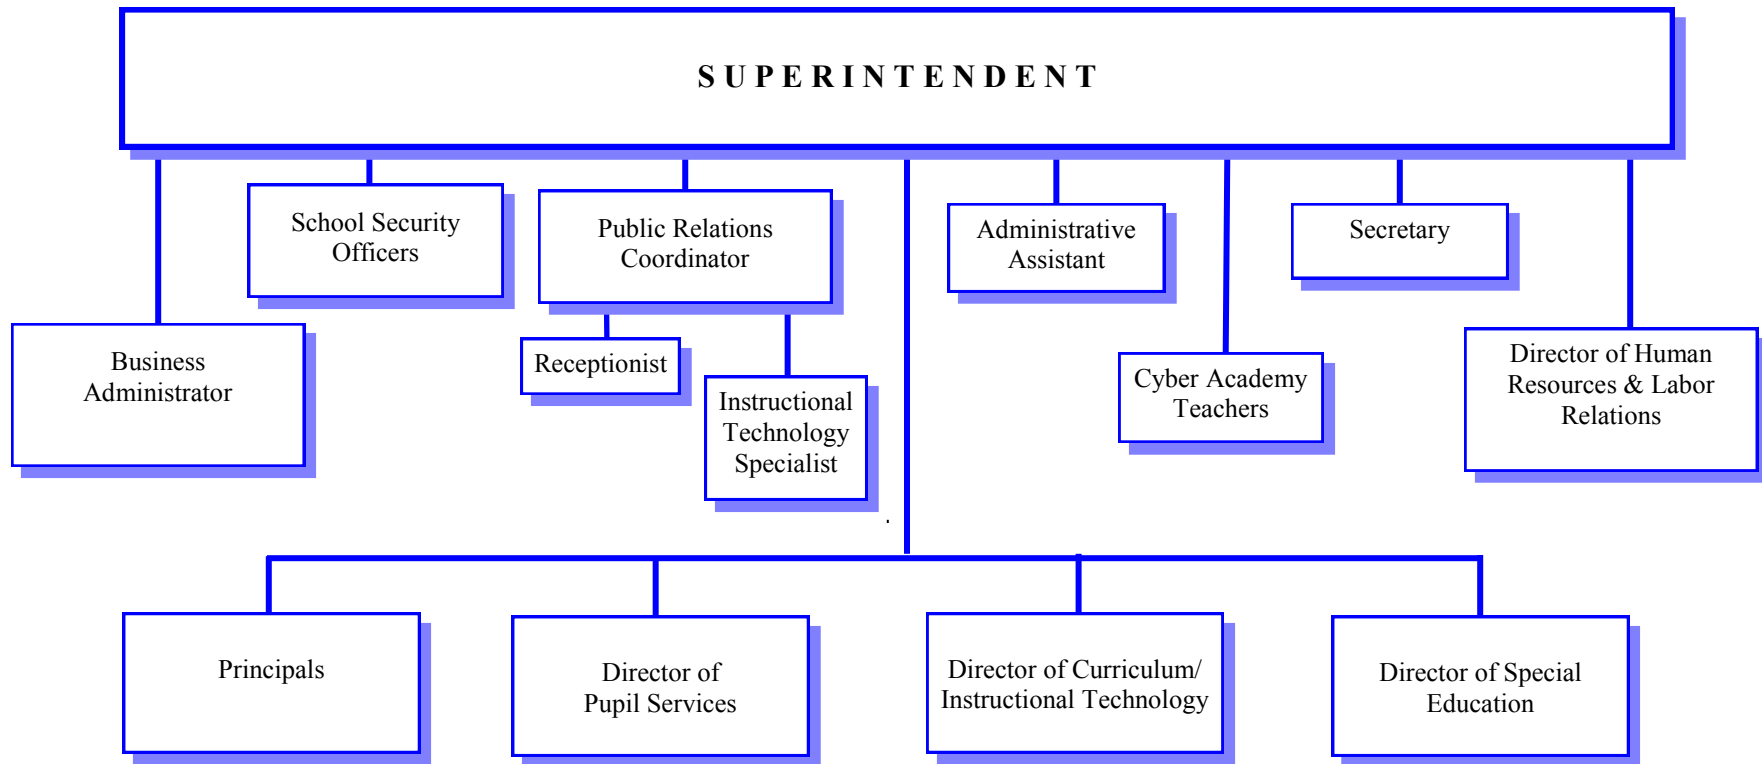 S U P E R I N T E N D E N T
School Security
Officers
Public Relations
Coordinator
Administrative
Assistant
Secretary
Business
Administrator
Receptionist
Instructional
Technology
Specialist
Cyber Academy
Teachers
Director of Human
Resources & Labor
Relations
.
Principals
Director of
Pupil Services
Director of Curriculum/
Instructional Technology
Director of Special
Education